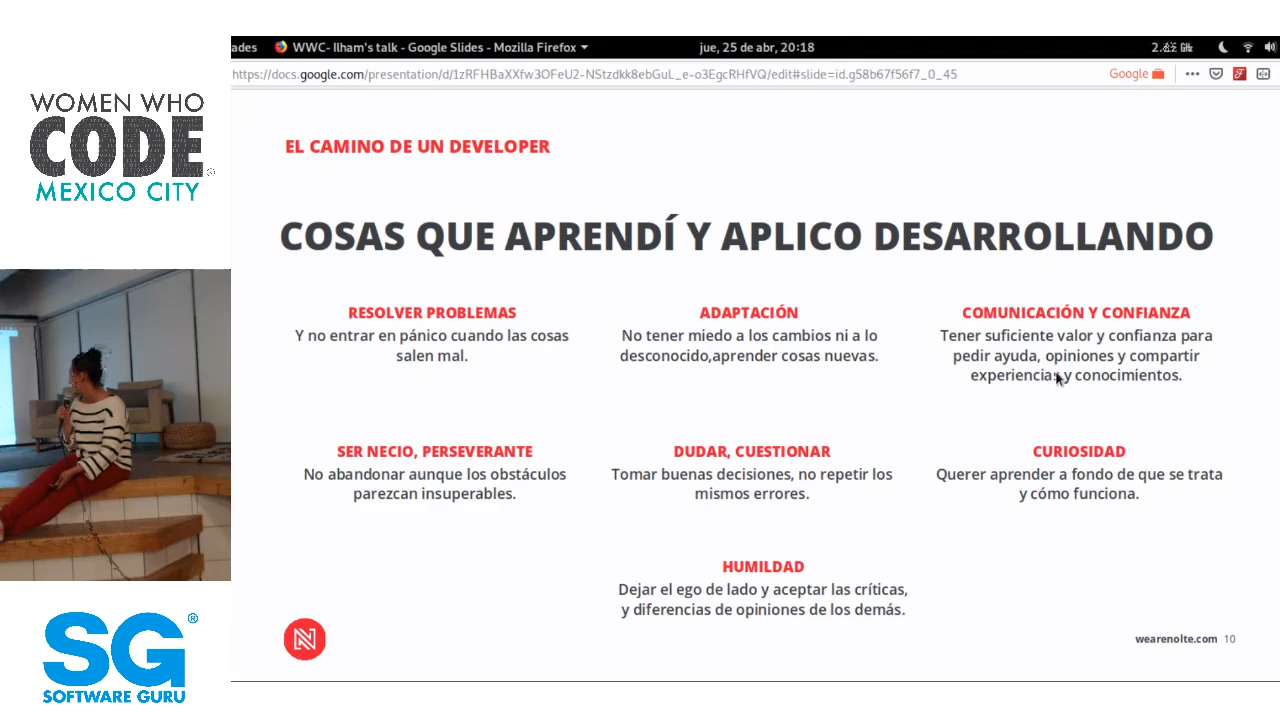 ades
WWC- Ilham's talk - Google Slides - Mozilla Firefox
jue, 25 de abr, 20:18
GHz
https://docs.google.com/presentation/d/1zRFHBaXXfw3OFeU2-NStzdkk8ebGuL_e-o3EgcRHfVQ/edit#slide=id.g58b67f56f7_0_45
Google
WOMEN WHO
CODE
MEXICO CITY
EL CAMINO DE UN DEVELOPER
COSAS QUE APRENDÍ Y APLICO DESARROLLANDO
RESOLVER PROBLEMAS
Y no entrar en pánico cuando las cosas
salen mal.
ADAPTACIÓN
No tener miedo a los cambios ni a lo
desconocido,aprender cosas nuevas.
COMUNICACIÓN Y CONFIANZA
Tener suficiente valor y confianza para
pedir ayuda, opiniones y compartir
experiencias y conocimientos.
SER NECIO, PERSEVERANTE
No abandonar aunque los obstáculos
parezcan insuperables.
DUDAR, CUESTIONAR
Tomar buenas decisiones, no repetir los
mismos errores.
CURIOSIDAD
Querer aprender a fondo de que se trata
y cómo funciona.
HUMILDAD
Dejar el ego de lado y aceptar las críticas,
y diferencias de opiniones de los demás.
wearenolte.com 10
SG®
SOFTWARE GURU